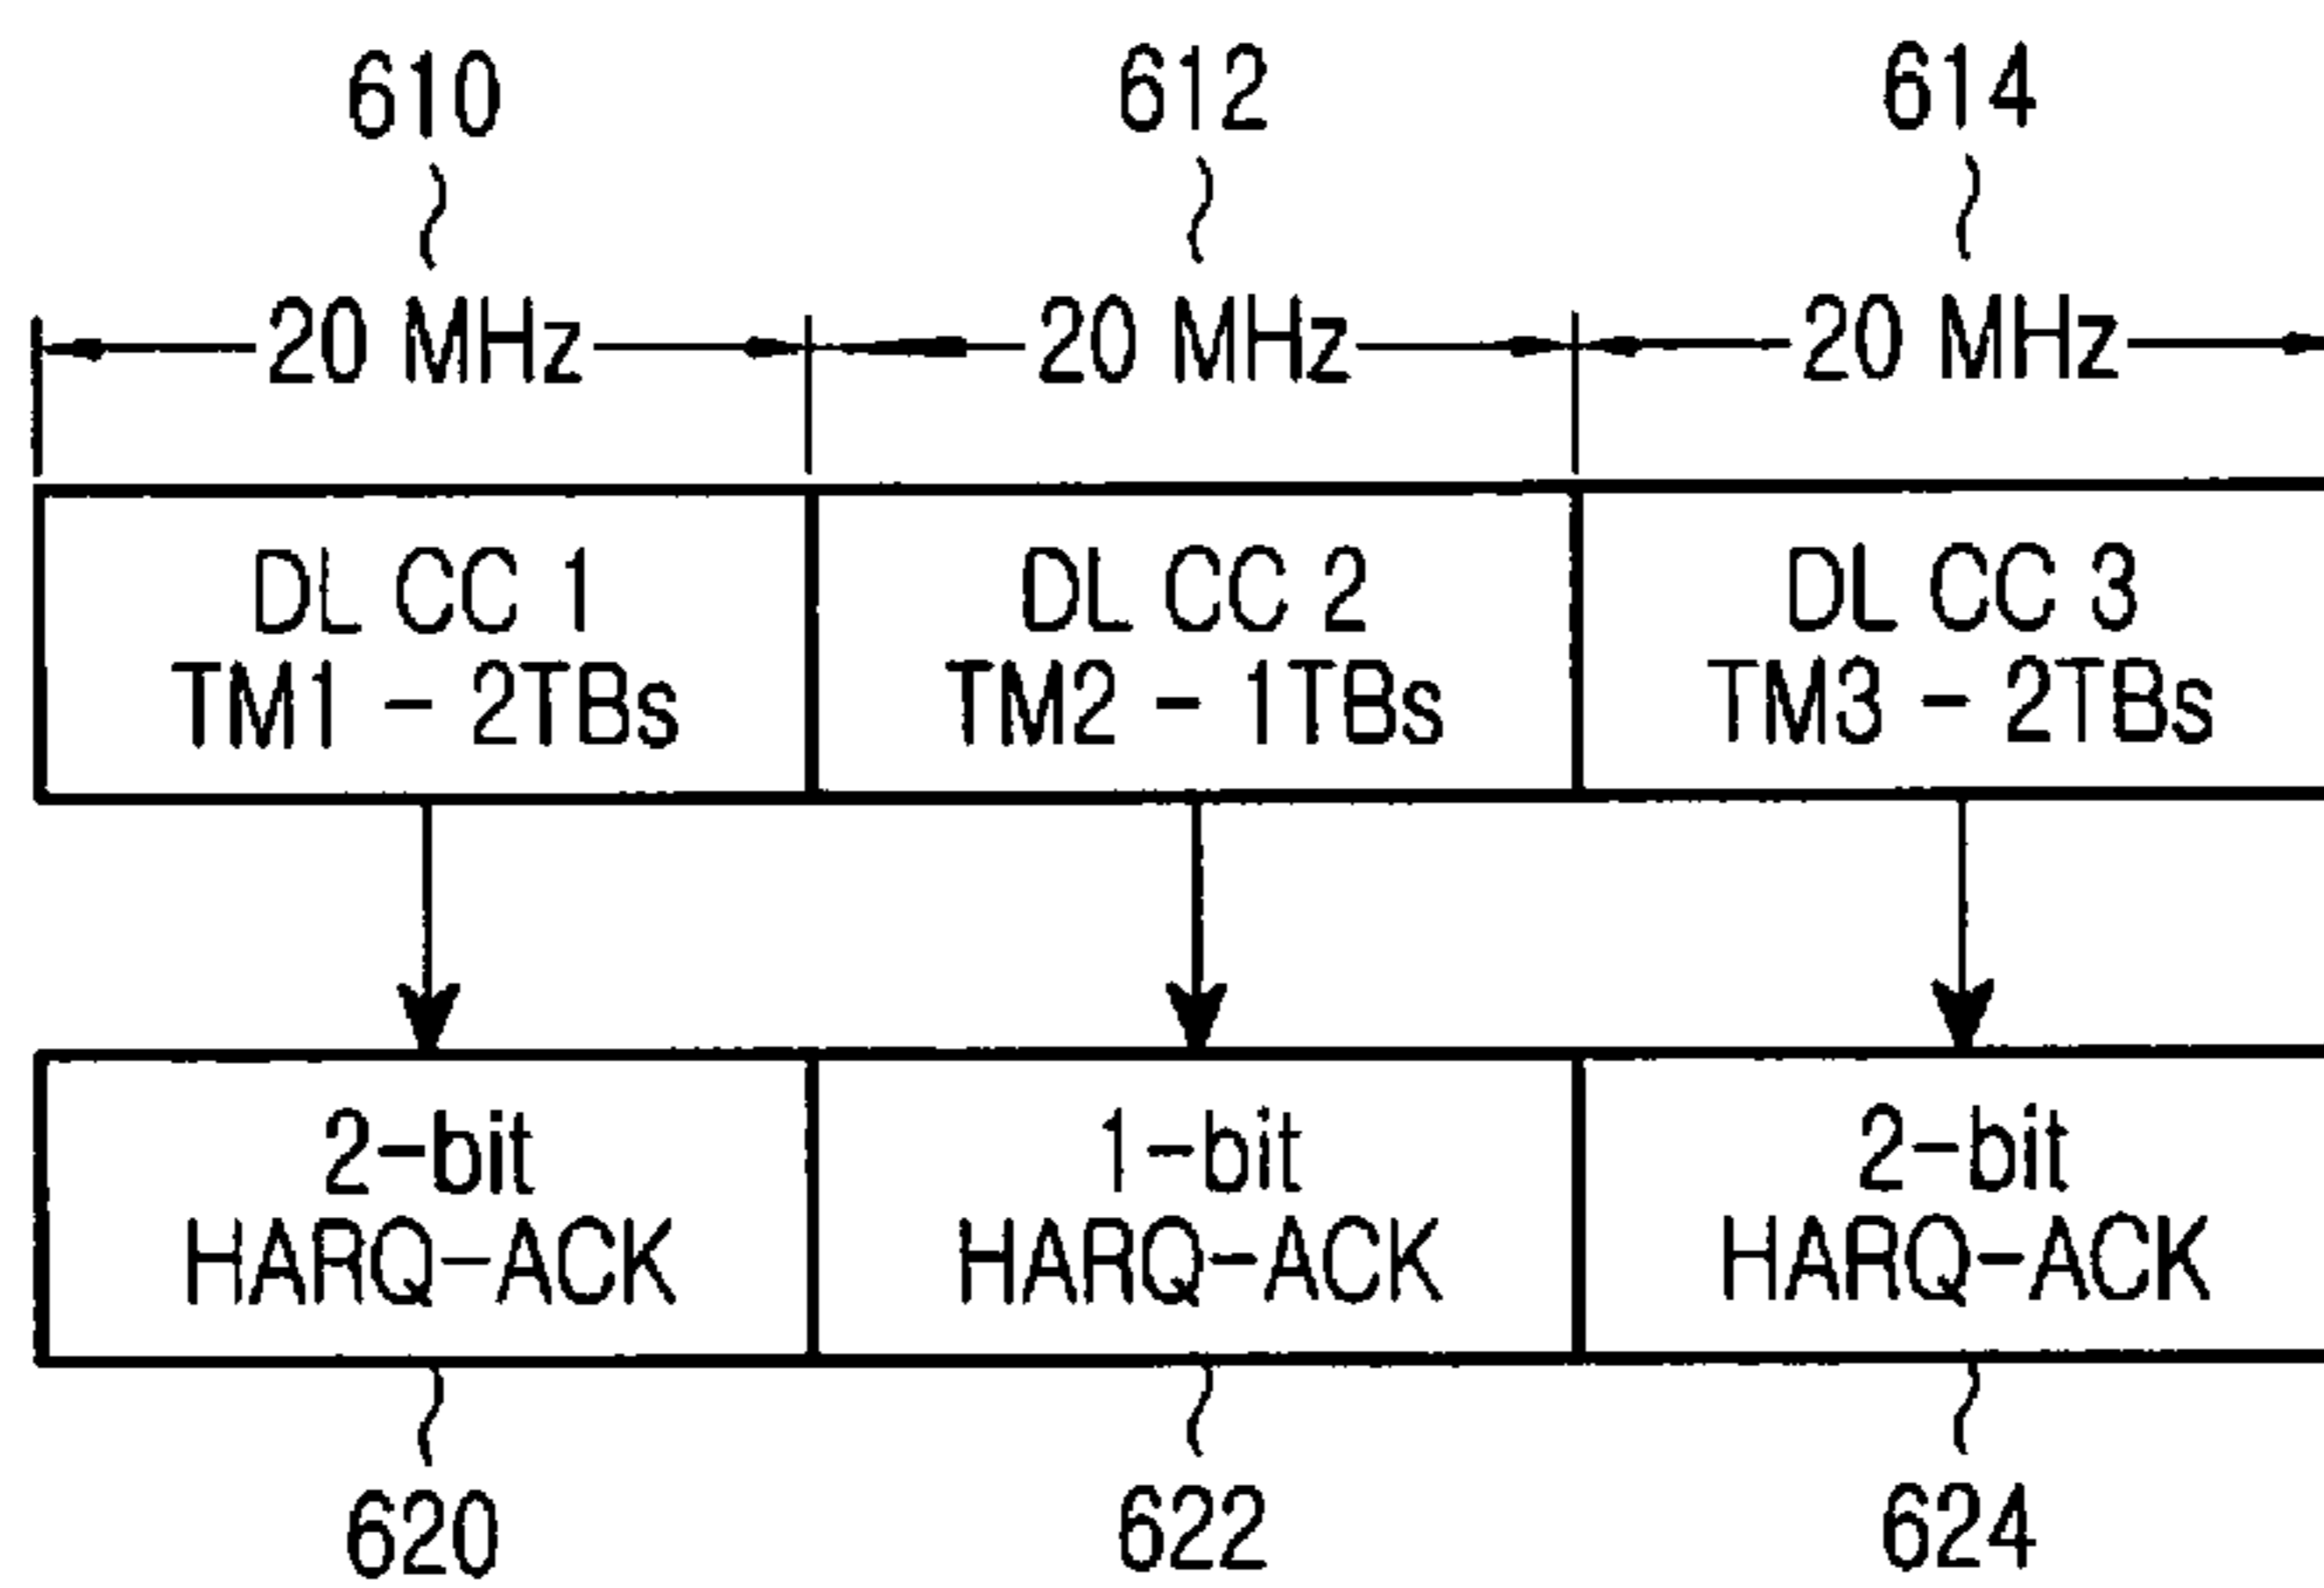 610 612 614
20 MHz 20 MHz 20 MHz
DL CC 1
TM1 - 2TBs
DL CC 2
TM2 - 1TBs
DL CC 3
TM3 - 2TBs
2-bit
HARQ-ACK
1-bit
HARQ-ACK
2-bit
HARQ-ACK
620 622 624